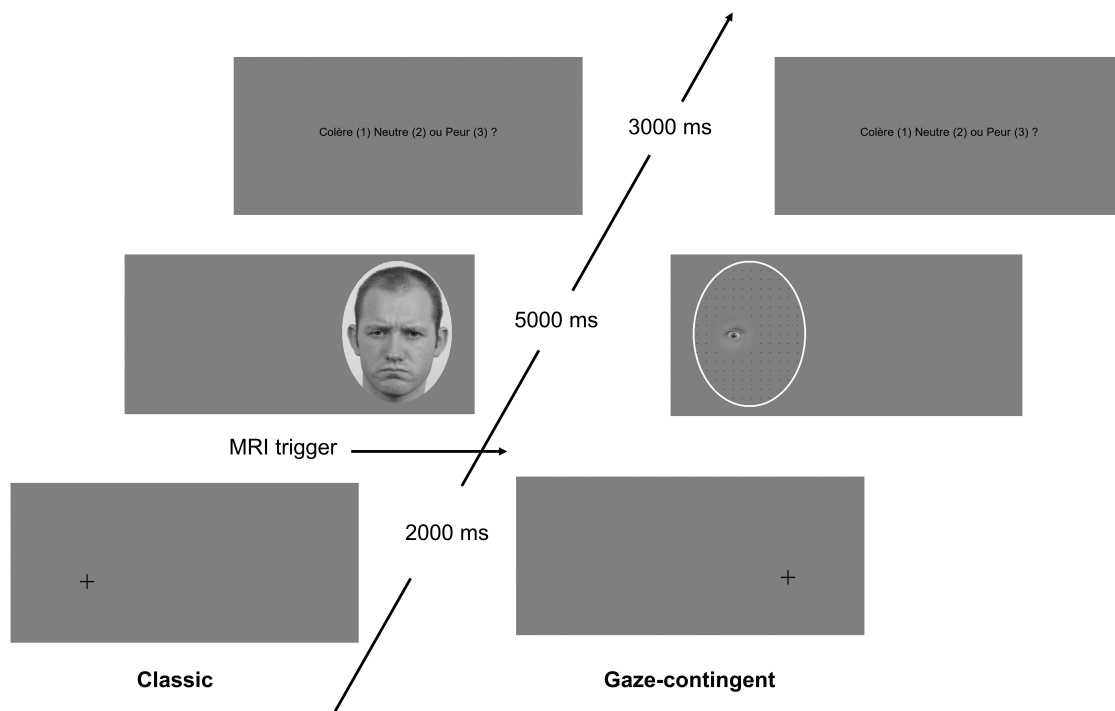 3000 ms
Colère (1) Neutre (2) ou Peur (3) ?
Colère (1) Neutre (2) ou Peur (3) ?
5000 ms
MRI trigger
2000 ms
Classic
Gaze-contingent